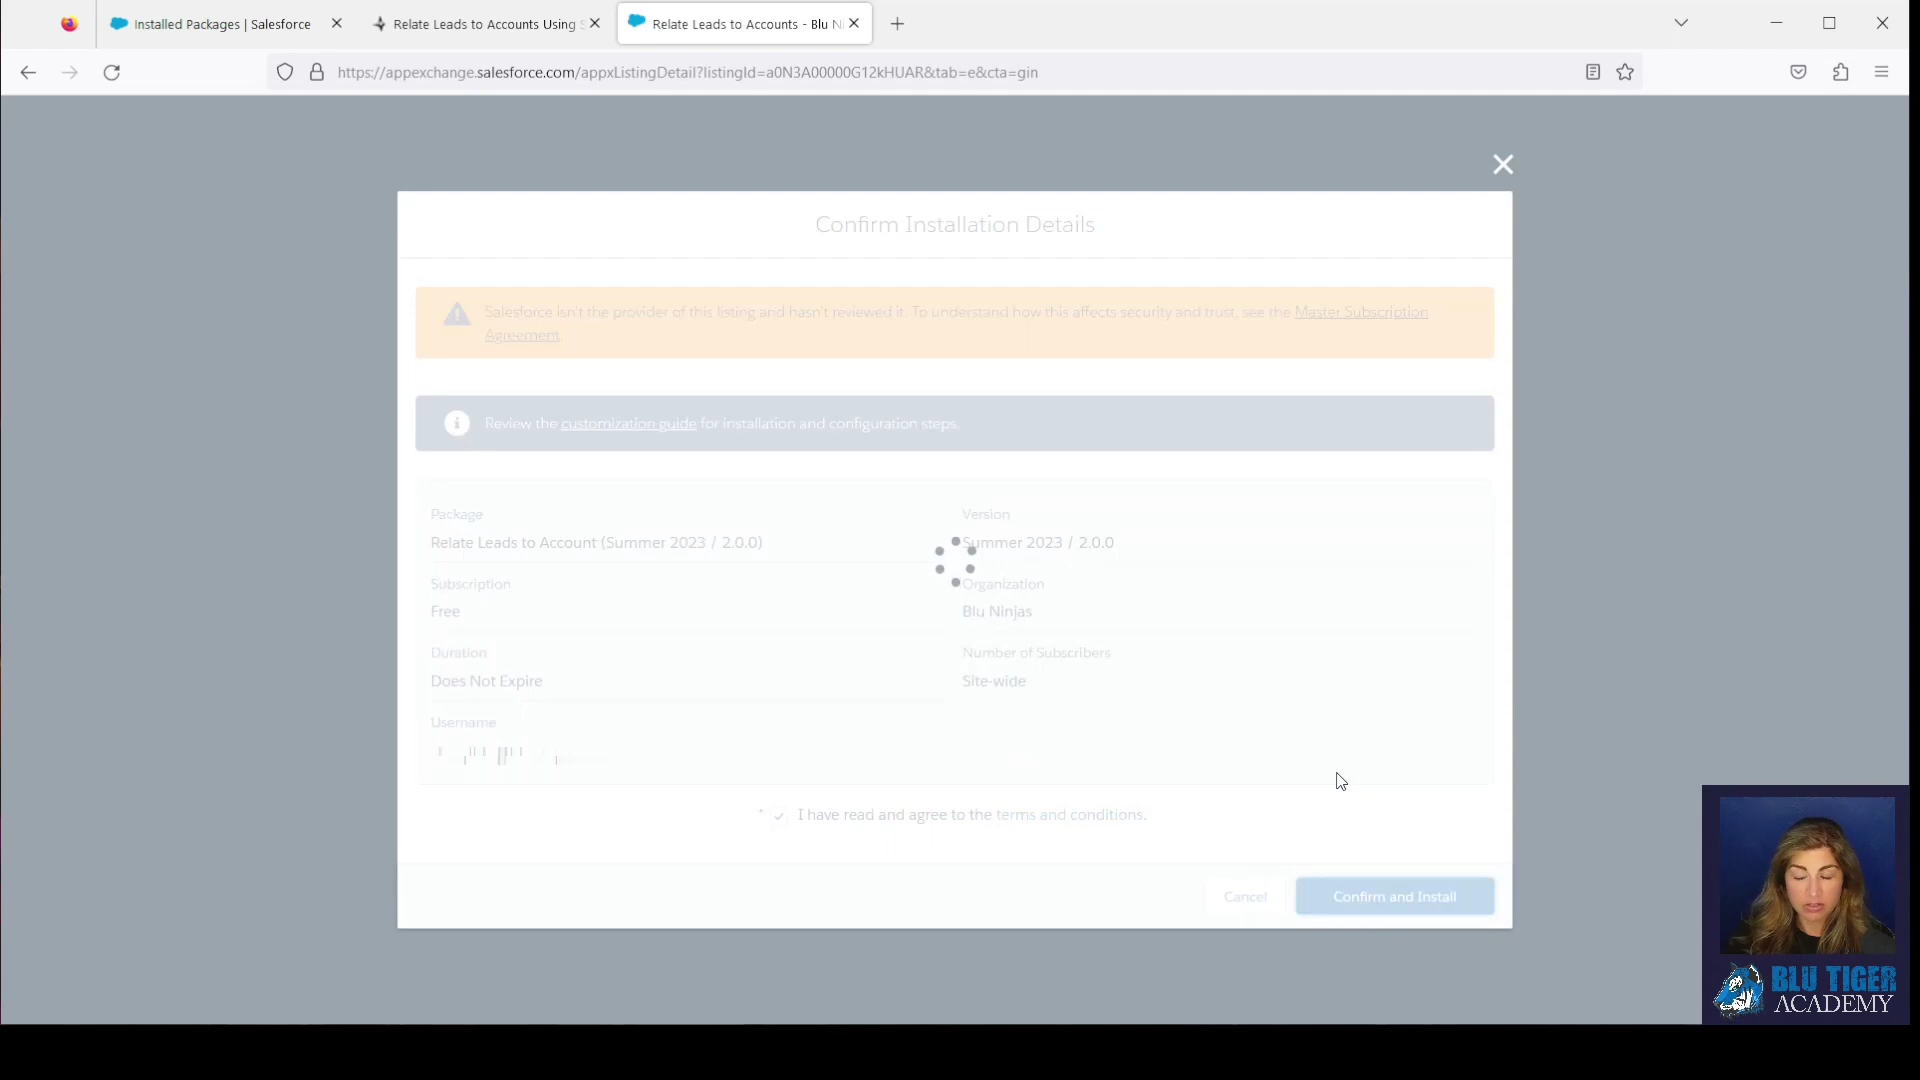 Installed Packages | Salesforce
Relate Leads to Accounts Using S
Relate Leads to Accounts - Blu Ni
https://appexchange.salesforce.com/appxListingDetail?listingId=a0N3A00000G12kHUAR&tab=e&cta=gin
Confirm Installation Details
Salesforce isn't the provider of this listing and hasn't reviewed it. To understand how this affects security and trust, see the Master Subscription
Agreement.
Review the customization guide for installation and configuration steps.
Package
Version
Relate Leads to Account (Summer 2023 / 2.0.0)
Summer 2023 / 2.0.0
Subscription
Organization
Free
Blu Ninjas
Duration
Number of Subscribers
Does Not Expire
Site-wide
Username
* I have read and agree to the terms and conditions.
Cancel
Confirm and Install
BLU TIGER
ACADEMY